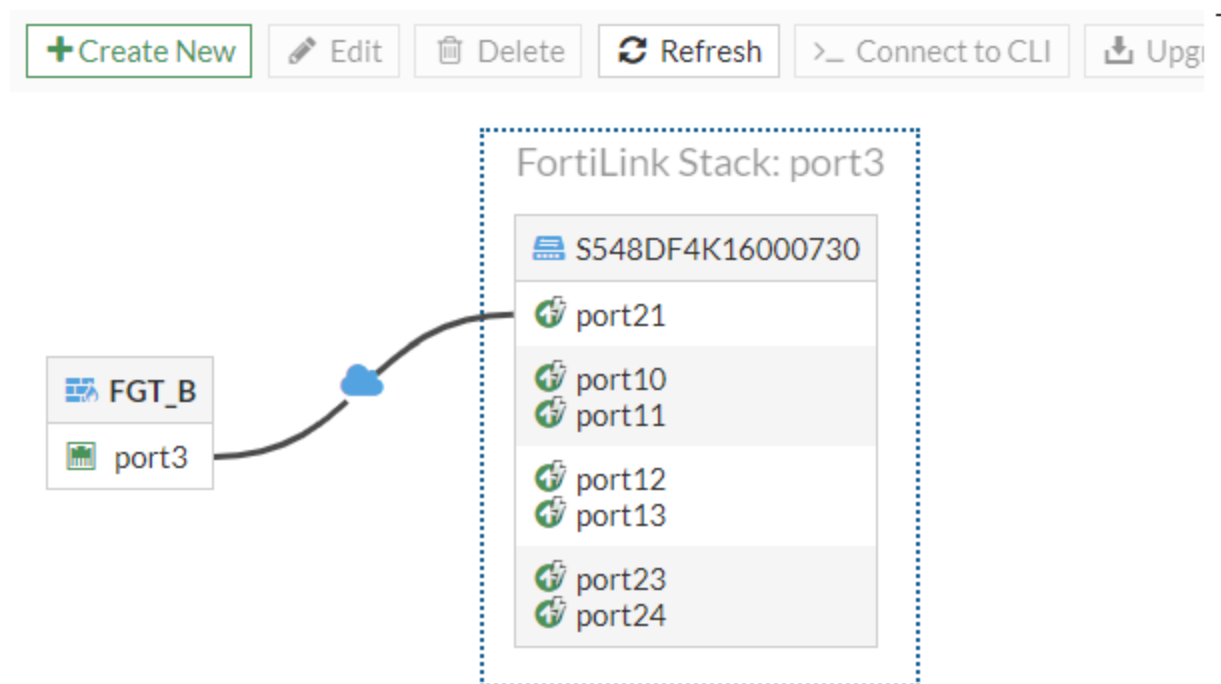 Create New Edit Delete Refresh >_ Connect to CLI
FortiLink Stack: port3
S548DF4K16000730
port21
port10
port11
port12
port13
port23
port24
FGT_B
port3